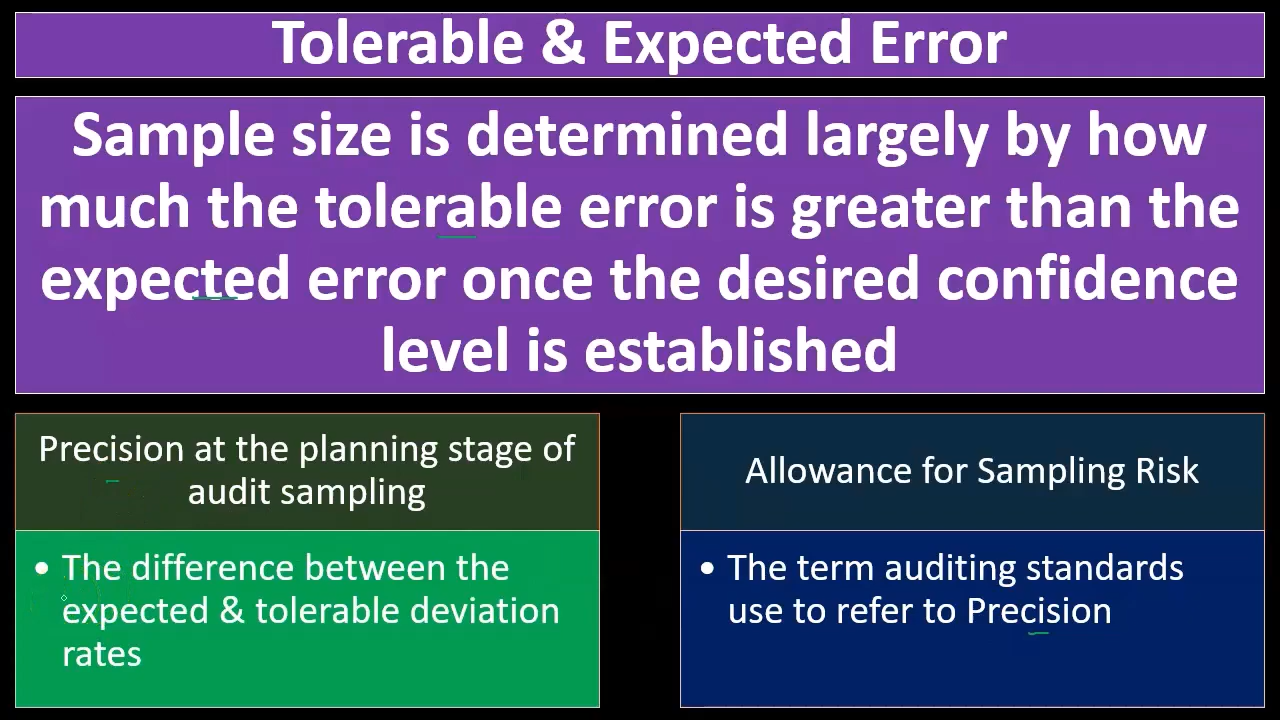 Tolerable & Expected Error
Sample size is determined largely by how
much the tolerable error is greater than the
expected error once the desired confidence
level is established
Precision at the planning stage of
audit sampling
• The difference between the
expected & tolerable deviation
rates
Allowance for Sampling Risk
• The term auditing standards
use to refer to Precision